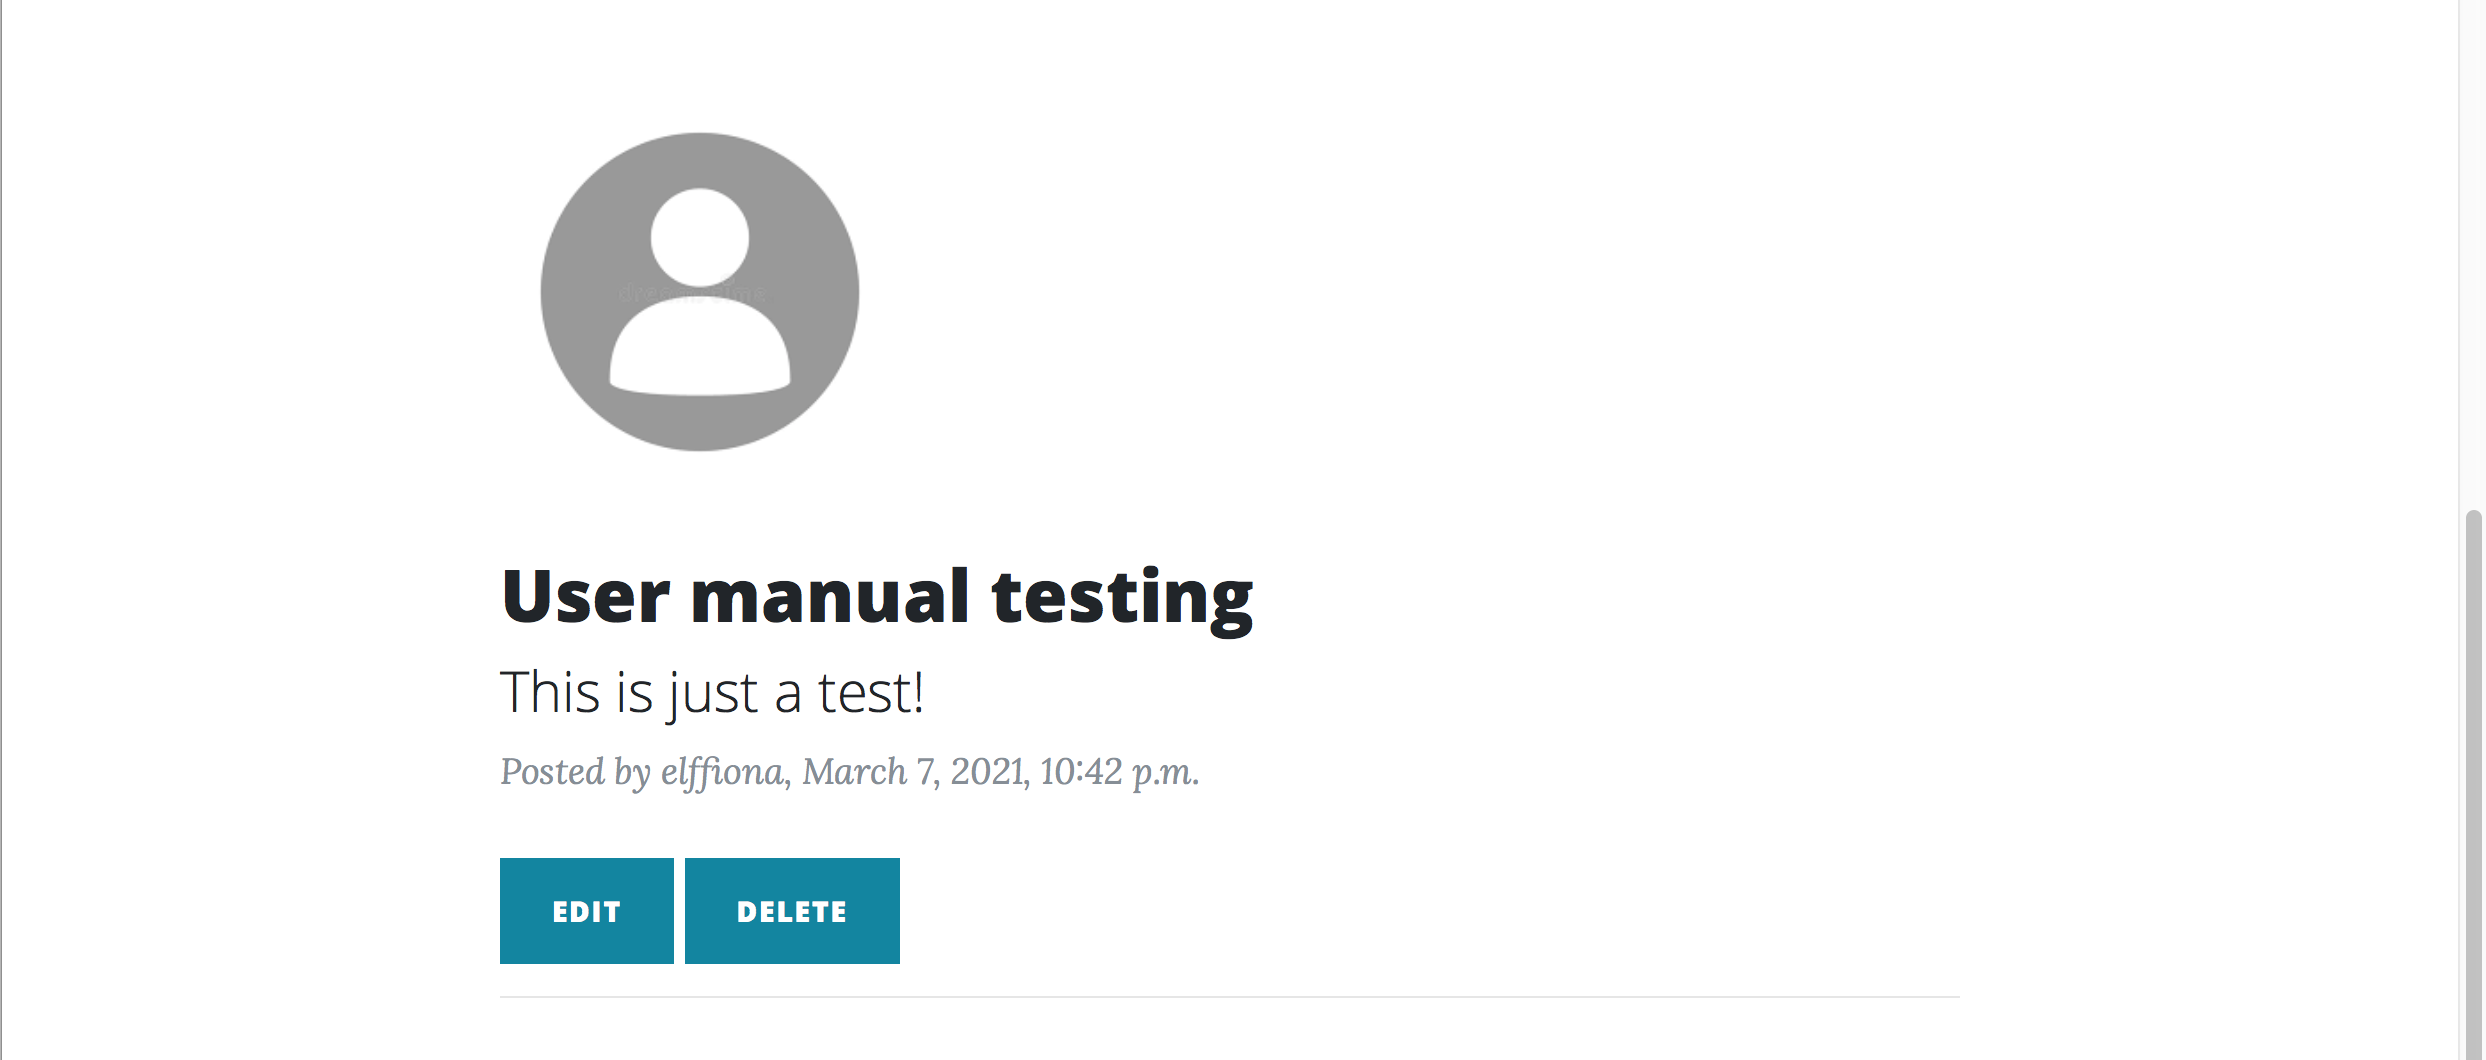 User manual testing
This is just a test!
Posted by elffiona, March 7, 2021, 10:42 p.m.
EDIT DELETE